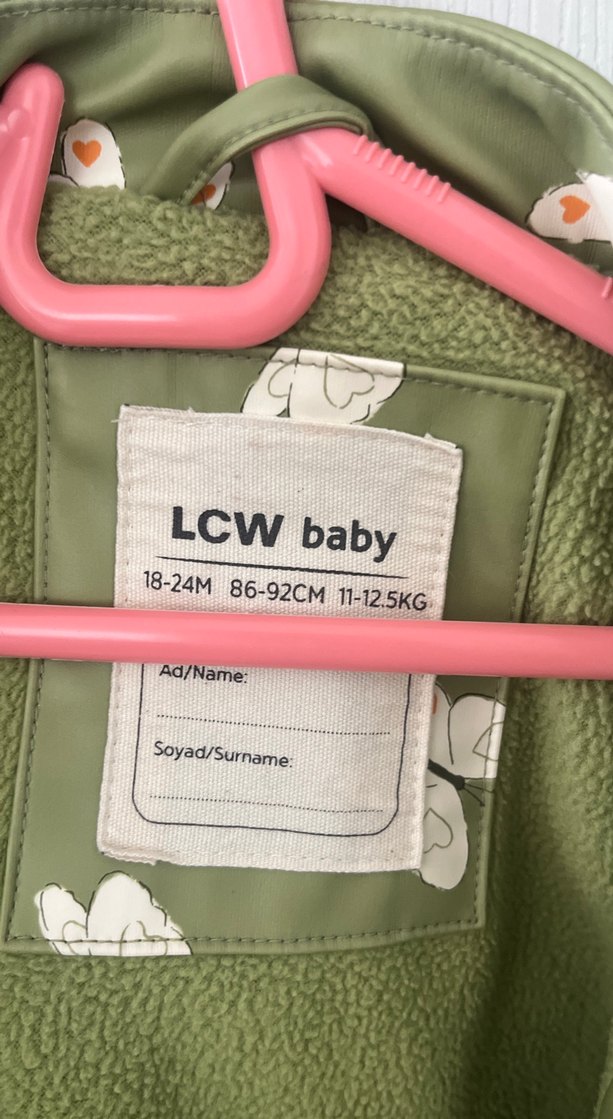 LCW baby
18-24M 86-92CM 11-12.5KG
Ad/Name:
Soyad/Surname: